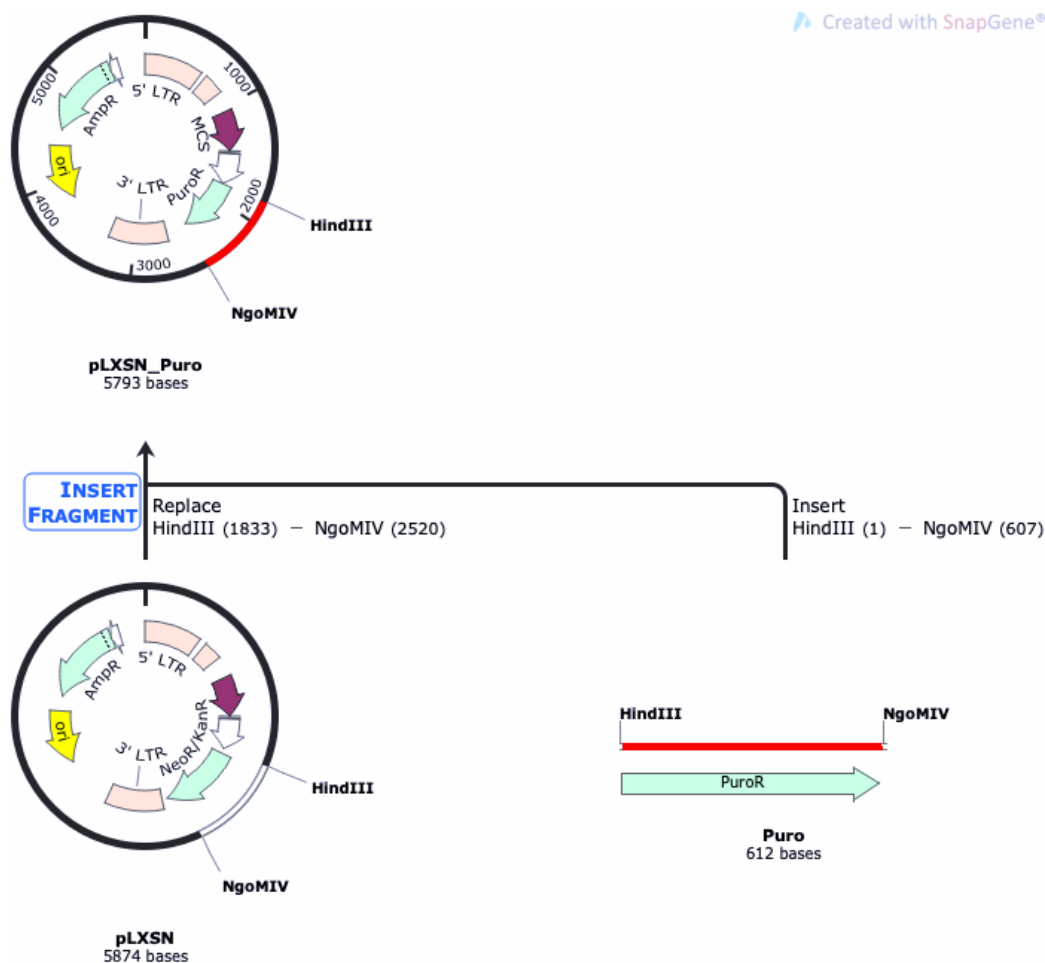 Created with SnapGene®
5000
1000
AmpR
5' LTR
MCS
ori
PuroR
3' LTR
4000
2000
3000
HindIII
NgoMIV
pLXSN_Puro
5793 bases
INSERT
FRAGMENT
Replace
HindIII (1833) – NgoMIV (2520)
Insert
HindIII (1) – NgoMIV (607)
AmpR
5' LTR
ori
NeoR/KanR
3' LTR
HindIII
NgoMIV
pLXSN
5874 bases
HindIII
NgoMIV
PuroR
Puro
612 bases